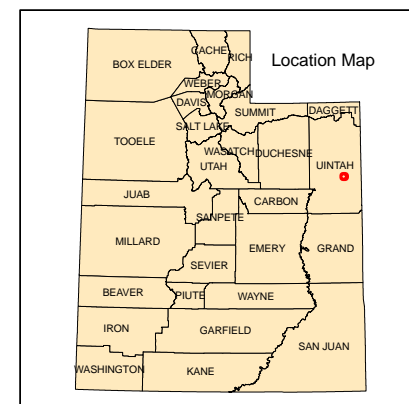 Location Map
CACHE
RICH
BOX ELDER
WEBER
MORGAN
DAVIS
SUMMIT
DAGGETT
SALT LAKE
TOOELE
WASATCH
DUCHESNE
UINTAH
UTAH
JUAB
CARBON
SANPETE
MILLARD
EMERY
GRAND
SEVIER
BEAVER
PIUTE
WAYNE
IRON
GARFIELD
SAN JUAN
WASHINGTON
KANE